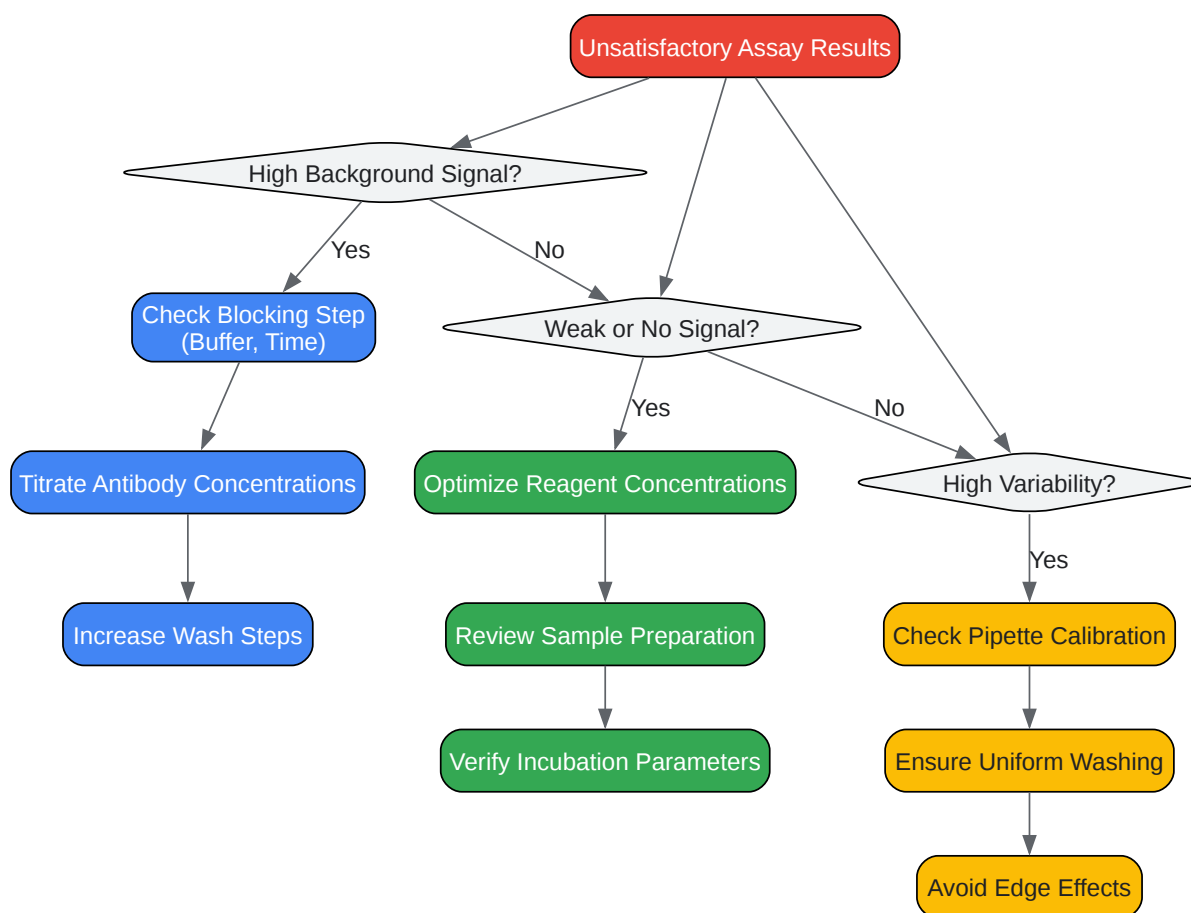 Unsatisfactory Assay Results
High Background Signal?
Yes
No
Check Blocking Step
(Buffer, Time)
Weak or No Signal?
Yes
No
Titrate Antibody Concentrations
Optimize Reagent Concentrations
High Variability?
Yes
Increase Wash Steps
Review Sample Preparation
Check Pipette Calibration
Verify Incubation Parameters
Ensure Uniform Washing
Avoid Edge Effects